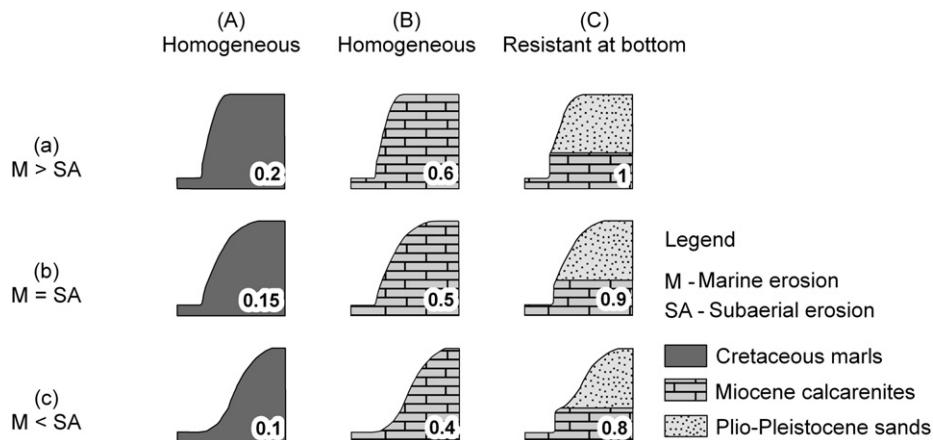 (A)
Homogeneous
(B)
Homogeneous
(C)
Resistant at bottom
(a)
M > SA
0.2
0.6
1
(b)
M = SA
0.15
0.5
0.9
(c)
M < SA
0.1
0.4
0.8
Legend
M - Marine erosion
SA - Subaerial erosion
Cretaceous marls
Miocene calcarenites
Plio-Pleistocene sands